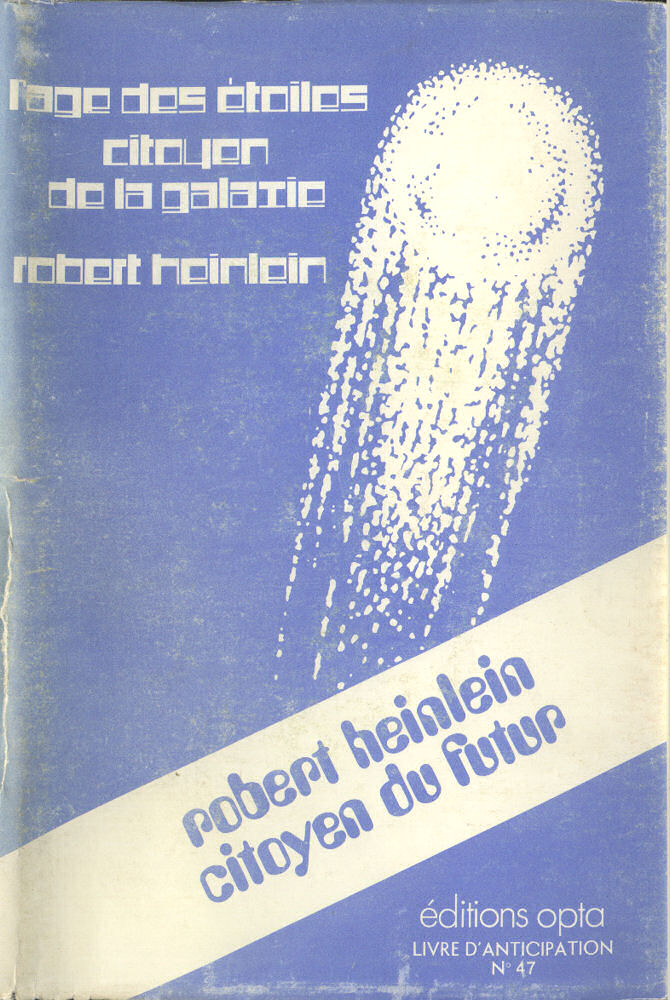 l'age des étoiles
citoyen
de la galaxie
robert heinlein
robert heinlein
citoyen du futur
éditions opta
LIVRE D'ANTICIPATION
N° 47